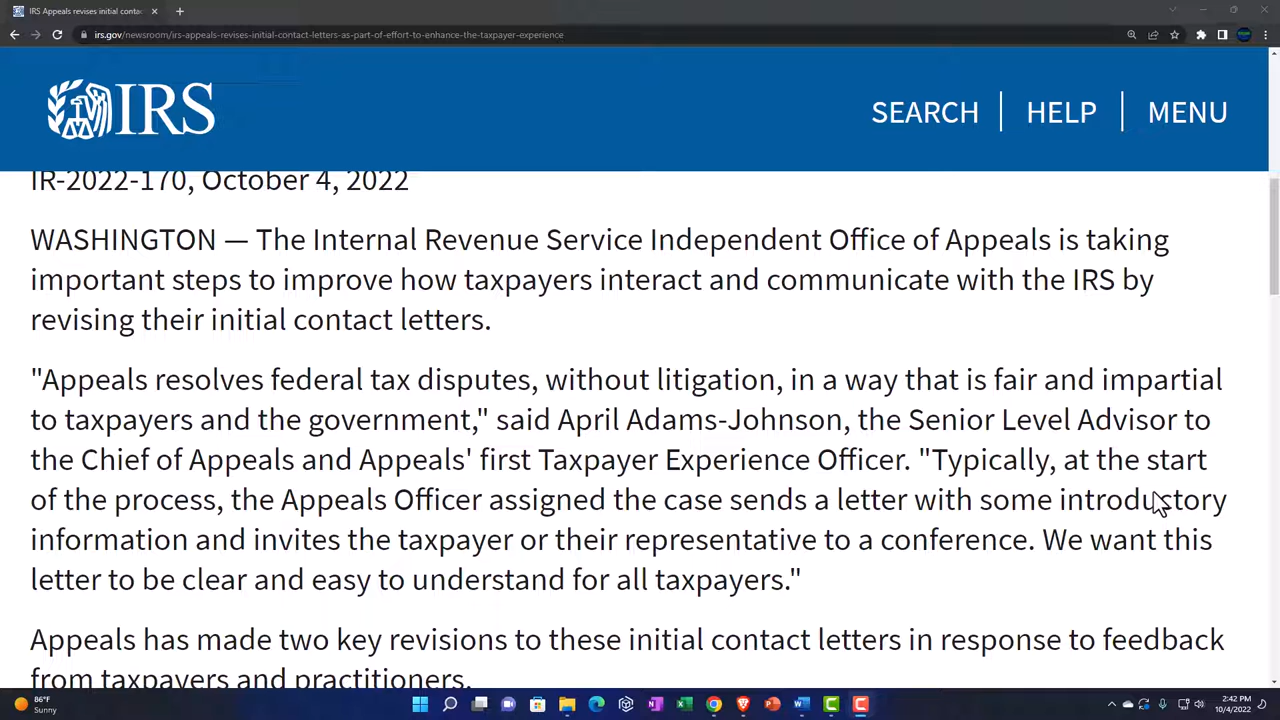 IRS Appeals revises initial conta
irs.gov/newsroom/irs-appeals-revises-initial-contact-letters-as-part-of-effort-to-enhance-the-taxpayer-experience
IRS
SEARCH
HELP
MENU
IR-2022-170, October 4, 2022
WASHINGTON — The Internal Revenue Service Independent Office of Appeals is taking
important steps to improve how taxpayers interact and communicate with the IRS by
revising their initial contact letters.
"Appeals resolves federal tax disputes, without litigation, in a way that is fair and impartial
to taxpayers and the government," said April Adams-Johnson, the Senior Level Advisor to
the Chief of Appeals and Appeals' first Taxpayer Experience Officer. "Typically, at the start
of the process, the Appeals Officer assigned the case sends a letter with some introductory
information and invites the taxpayer or their representative to a conference. We want this
letter to be clear and easy to understand for all taxpayers."
Appeals has made two key revisions to these initial contact letters in response to feedback
from taxpayers and practitioners.
86°F
Sunny
2:42 PM
10/4/2022